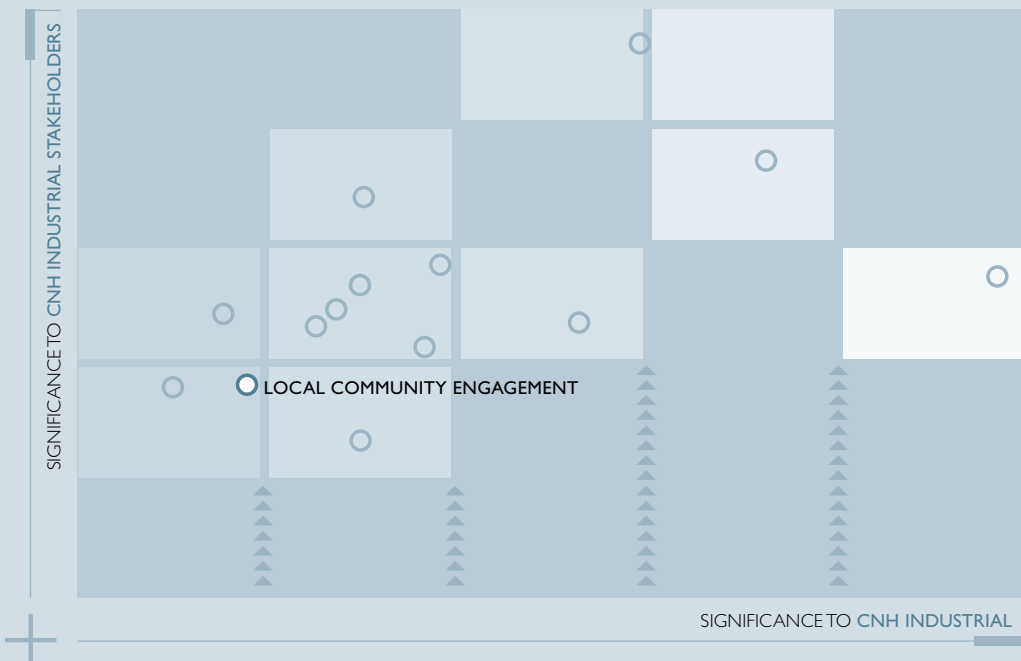 SIGNIFICANCE TO CNH INDUSTRIAL STAKEHOLDERS
LOCAL COMMUNITY ENGAGEMENT
SIGNIFICANCE TO CNH INDUSTRIAL